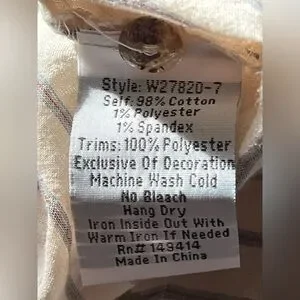 Style: W27820-7
Self: 98% Cotton
1% Polyester
1% Spandex
Trims: 100% Polyester
Exclusive Of Decoration
Machine Wash Cold
No Bleach
Hang Dry
Iron Inside Out With
Warm Iron If Needed
Rn# 149414
Made In China